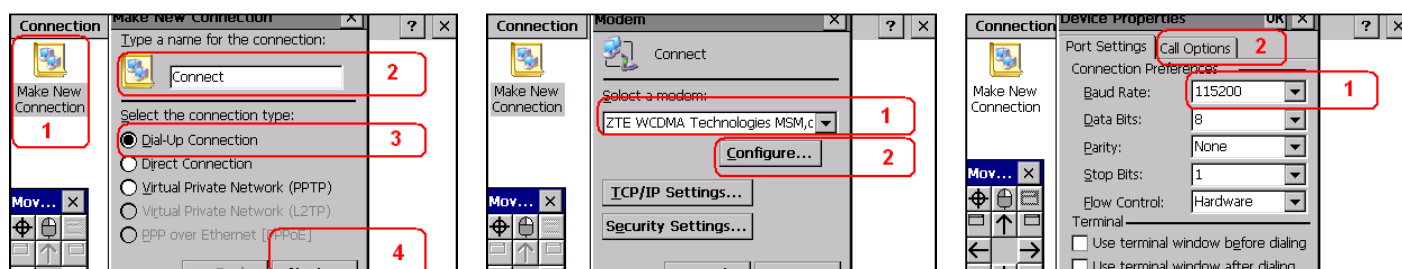 Connection
Make New Connection
X
? X
Type a name for the connection:
Connect
2
Make New
Connection
1
Select the connection type:
Dial-Up Connection
3
Direct Connection
Virtual Private Network (PPTP)
Virtual Private Network (L2TP)
PPP over Ethernet [PPPoE]
Mov... X
4
Connection
Modem
X
? X
Connect
Make New
Connection
Select a modem:
ZTE WCDMA Technologies MSM,c
1
Configure...
2
TCP/IP Settings...
Security Settings...
Mov... X
Connection
Device Properties
OK X
? X
Port Settings
Call Options
2
Connection Preferences
Make New
Connection
Baud Rate:
115200
1
Data Bits:
8
Parity:
None
Stop Bits:
1
Flow Control:
Hardware
Mov... X
Terminal
Use terminal window before dialing
Use terminal window after dialing